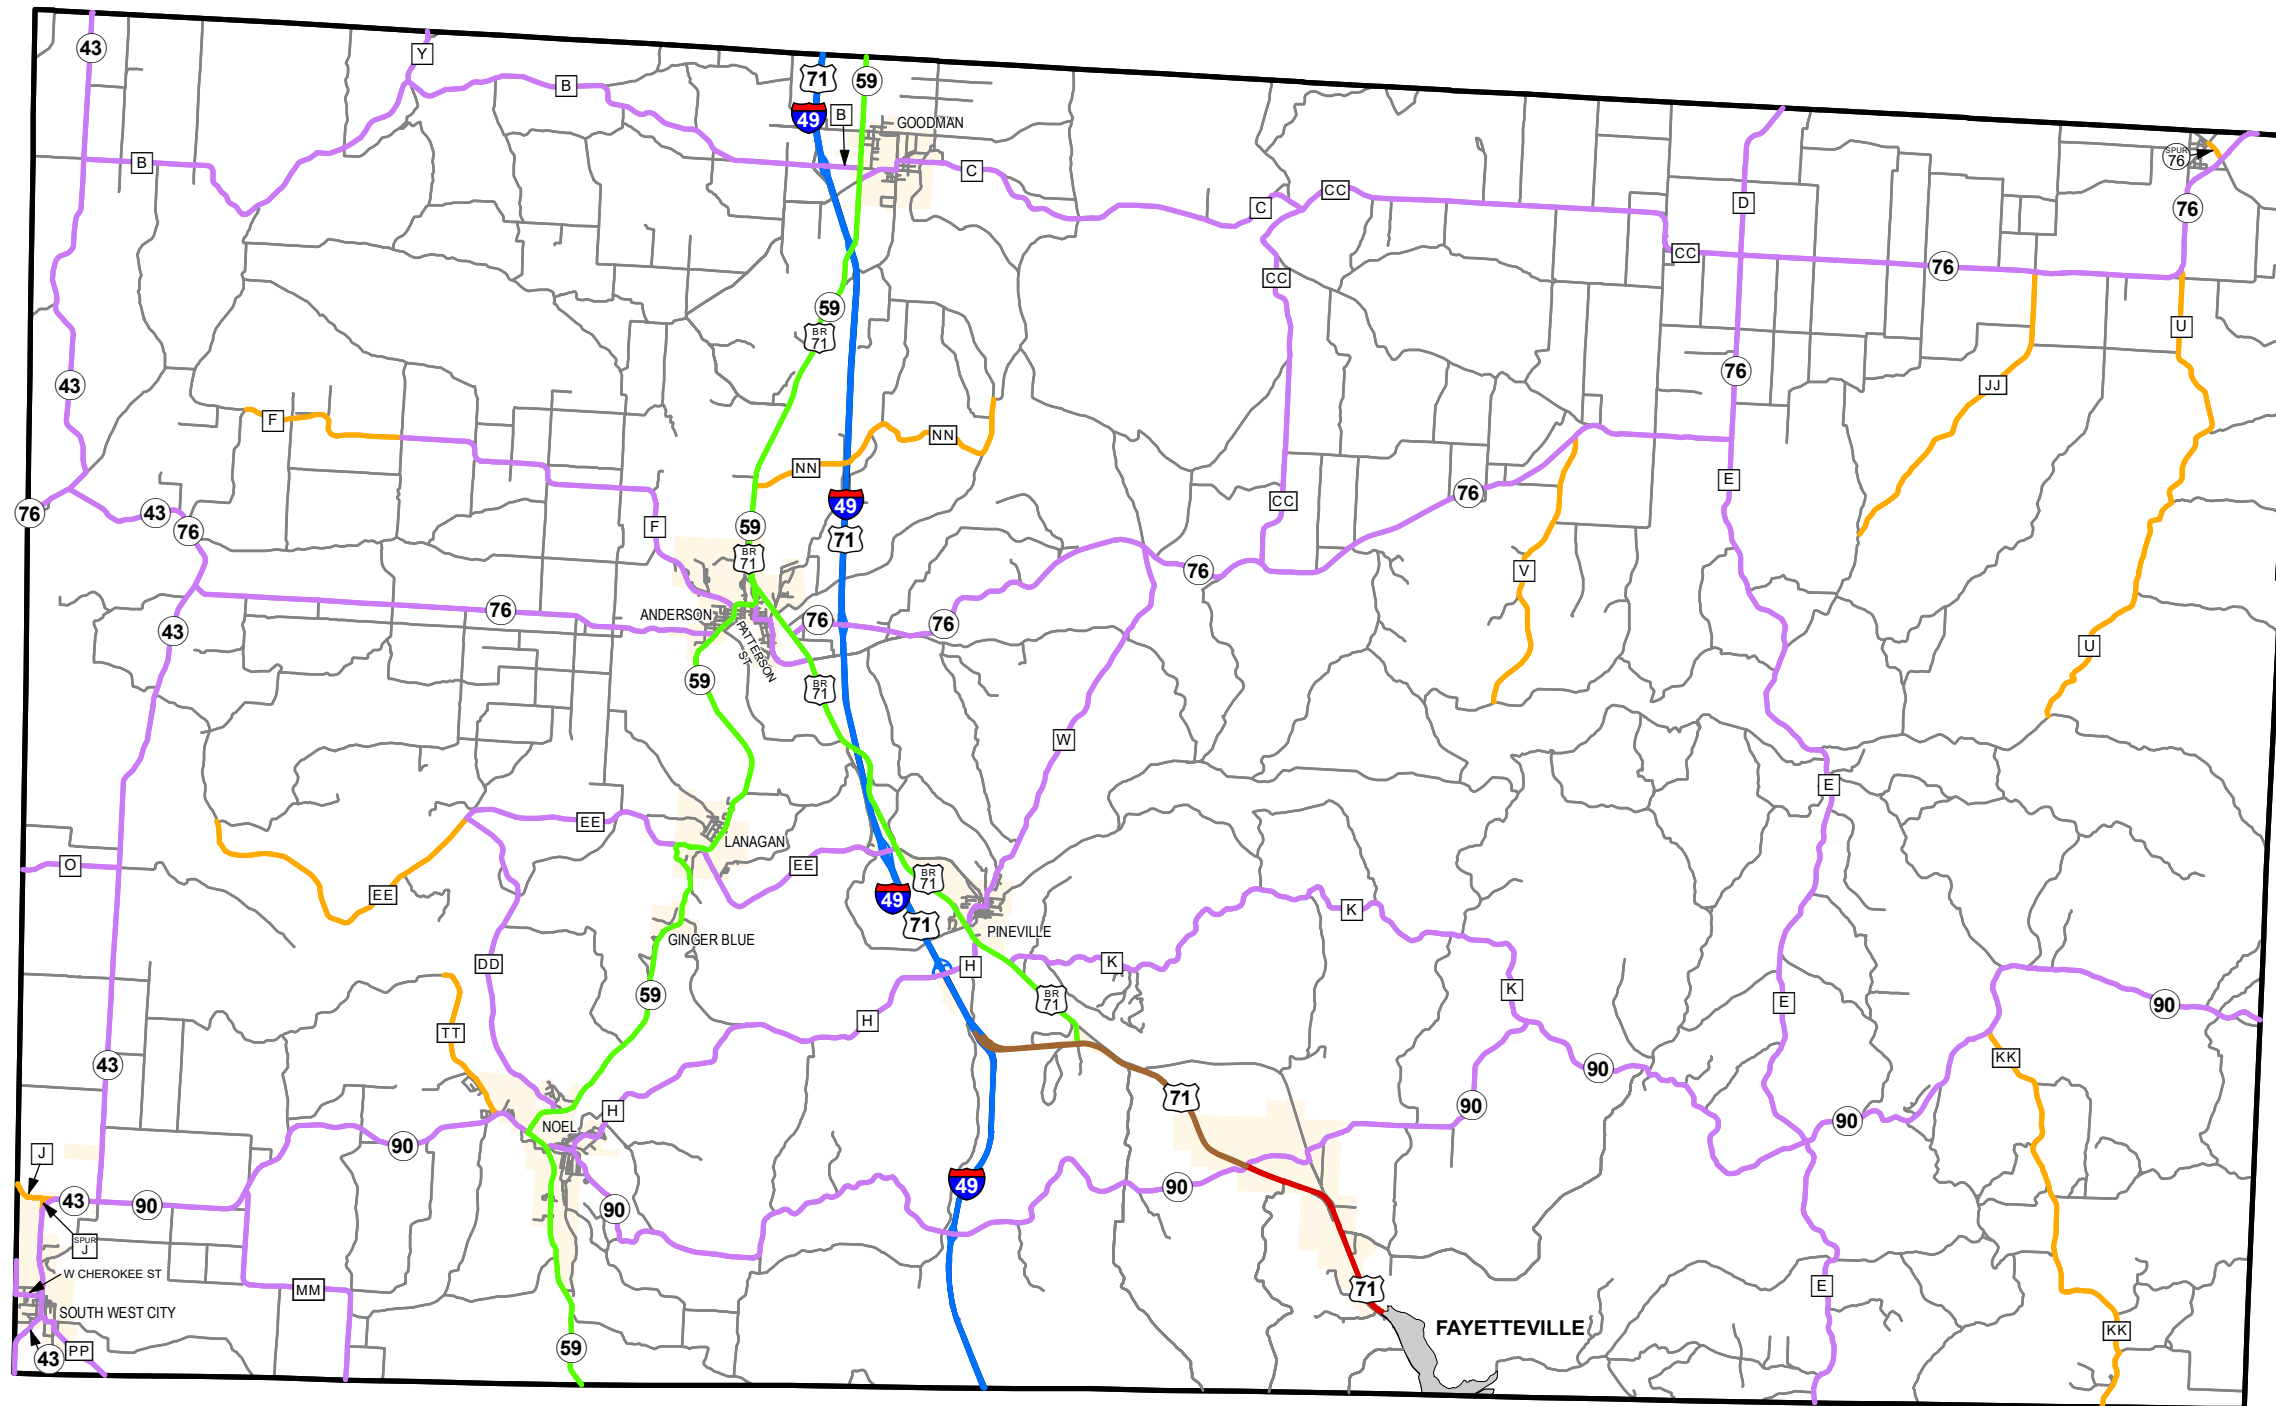 43
Y
B
71
59
49
B
GOODMAN
B
C
SPUR
76
CC
C
D
76
CC
76
CC
59
BR
71
U
43
76
JJ
F
NN
NN
E
76
CC
49
76
43
59
F
76
71
BR
71
76
V
76
ANDERSON
76
76
43
PATTERSON
ST
U
59
BR
71
W
E
EE
LANAGAN
O
EE
EE
BR
71
49
K
71
PINEVILLE
GINGER BLUE
DD
H
K
K
59
BR
71
E
90
H
TT
43
90
KK
71
90
H
90
NOEL
90
J
49
90
43
90
90
SPUR
J
W CHEROKEE ST
MM
71
E
SOUTH WEST CITY
FAYETTEVILLE
KK
59
PP
43